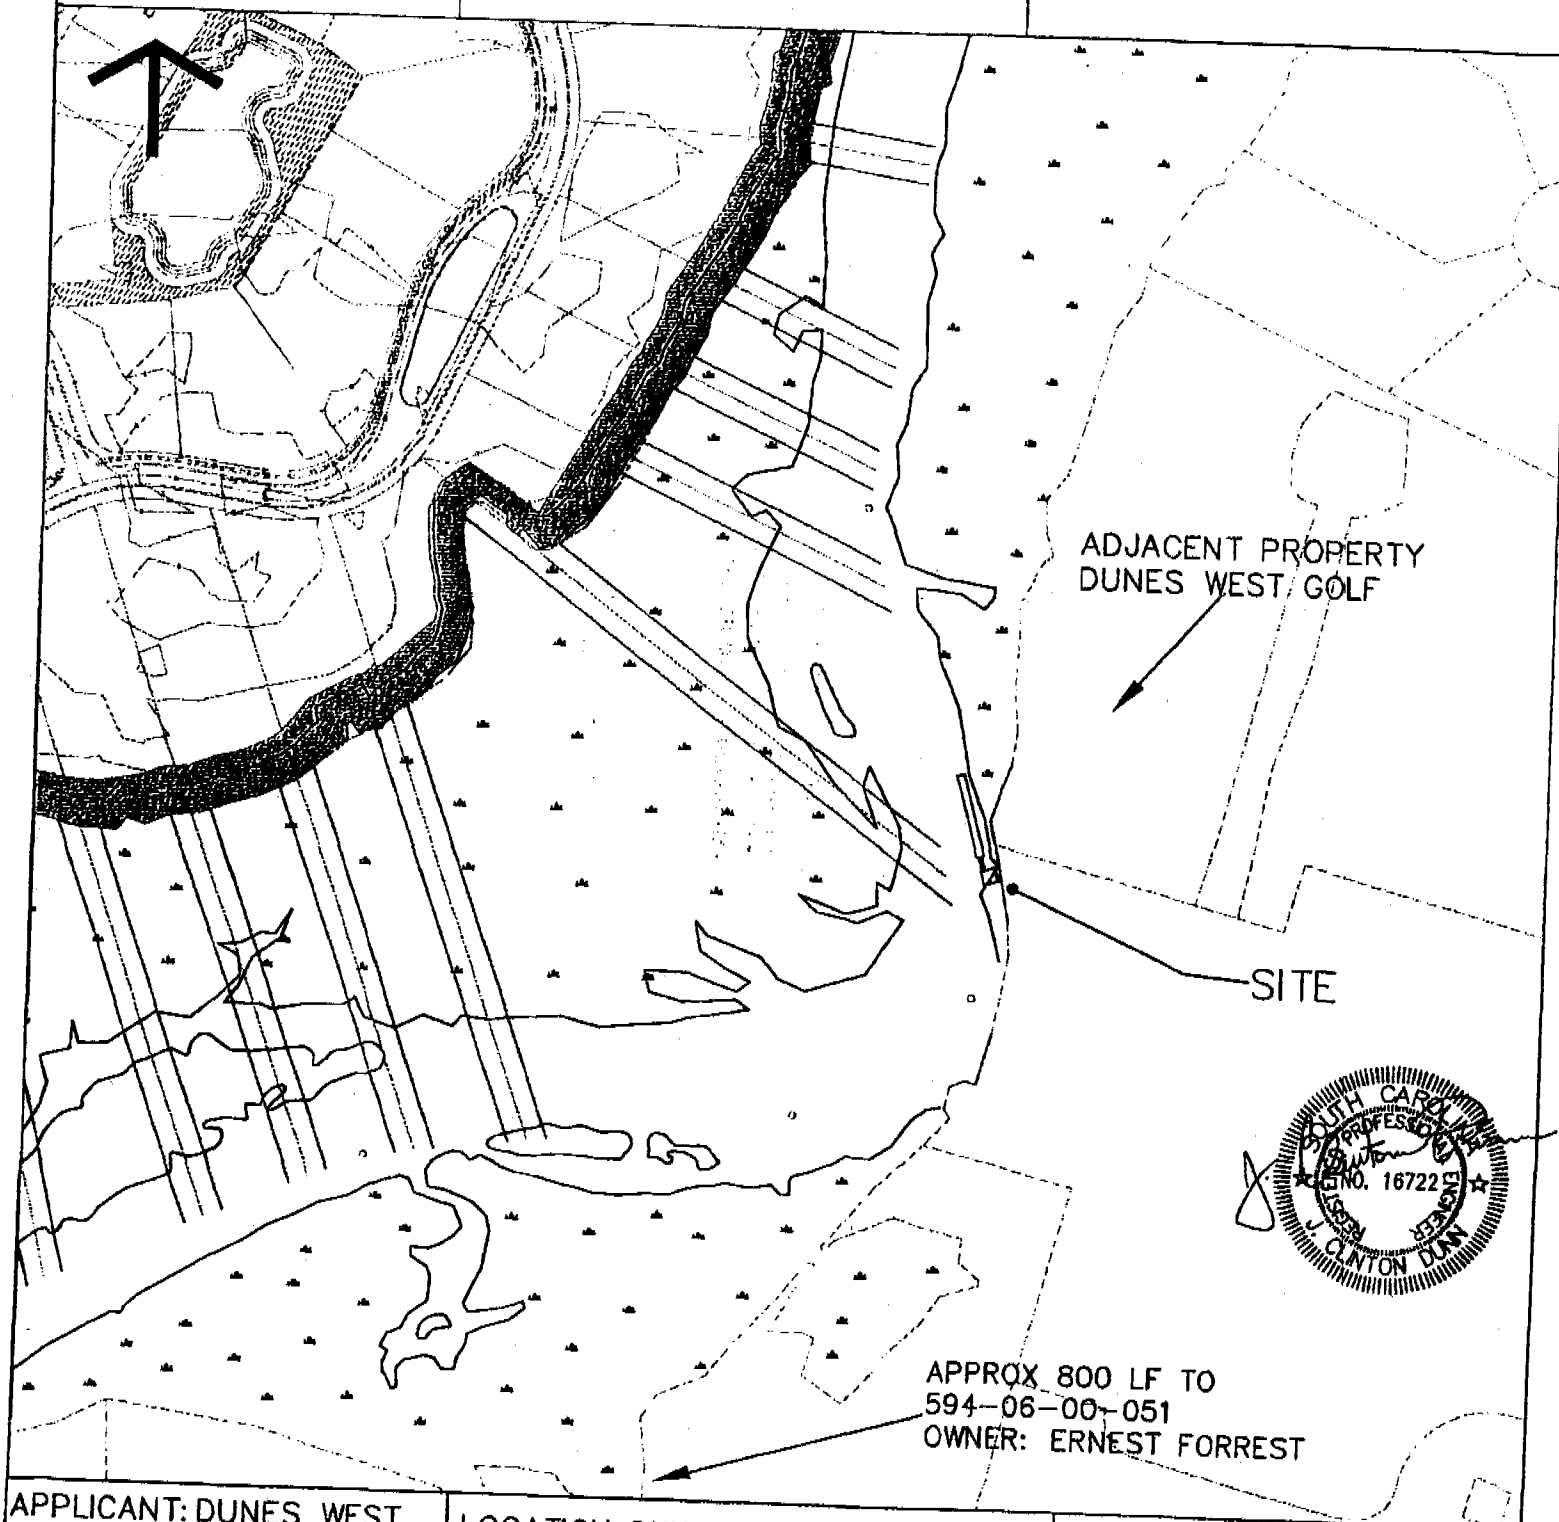 ADJACENT PROPERTY
DUNES WEST GOLF
SITE
SOUTH CAROLINA
PROFESSIONAL
NO. 16722
ENGINEER
J. CLINTON DUNN
APPROX 800 LF TO
594-06-00-051
OWNER: ERNEST FORREST
APPLICANT: DUNES WEST